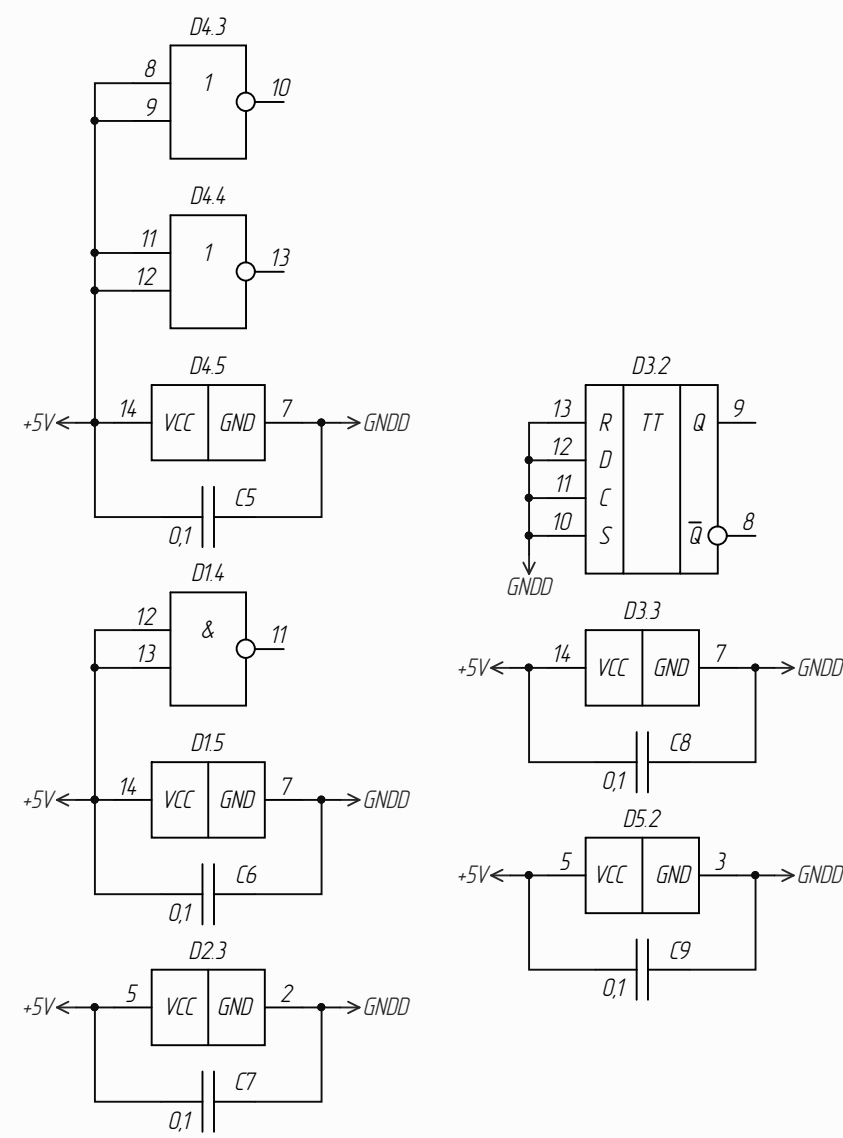 D4.3
8
1
10
9
D4.4
11
1
13
12
D4.5
+5V
14
VCC
GND
7
GNDD
C5
0,1
D1.4
12
&
11
13
D1.5
+5V
14
VCC
GND
7
GNDD
C6
0,1
D2.3
+5V
5
VCC
GND
2
GNDD
C7
0,1
D3.2
13
R
TT
Q
9
12
D
11
C
10
S
Q̅
8
GNDD
D3.3
+5V
14
VCC
GND
7
GNDD
C8
0,1
D5.2
+5V
5
VCC
GND
3
GNDD
C9
0,1